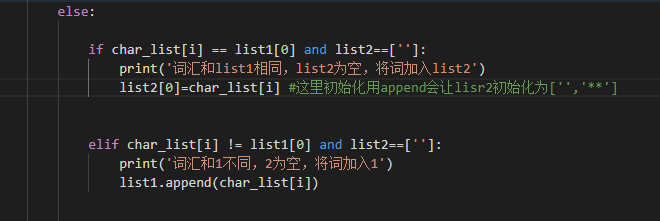 else:
if char_list[i] == list1[0] and list2==['']:
print('词汇和list1相同，list2为空，将词加入list2')
list2[0]=char_list[i] #这里初始化用append会让lisr2初始化为['','**']
elif char_list[i] != list1[0] and list2==['']:
print('词汇和1不同，2为空，将词加入1')
list1.append(char_list[i])